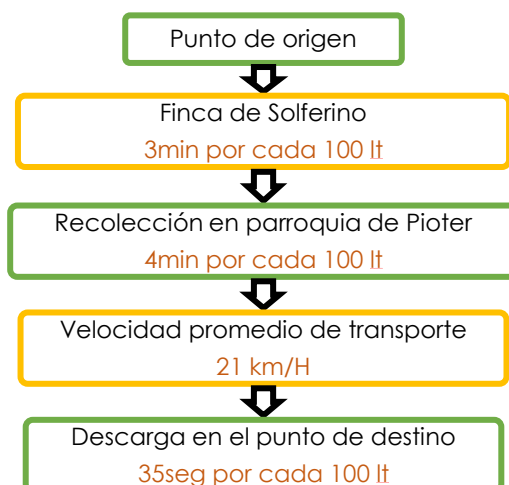 Punto de origen
Finca de Solferino
3min por cada 100 lt
Recolección en parroquia de Pioter
4min por cada 100 lt
Velocidad promedio de transporte
21 km/H
Descarga en el punto de destino
35seg por cada 100 lt